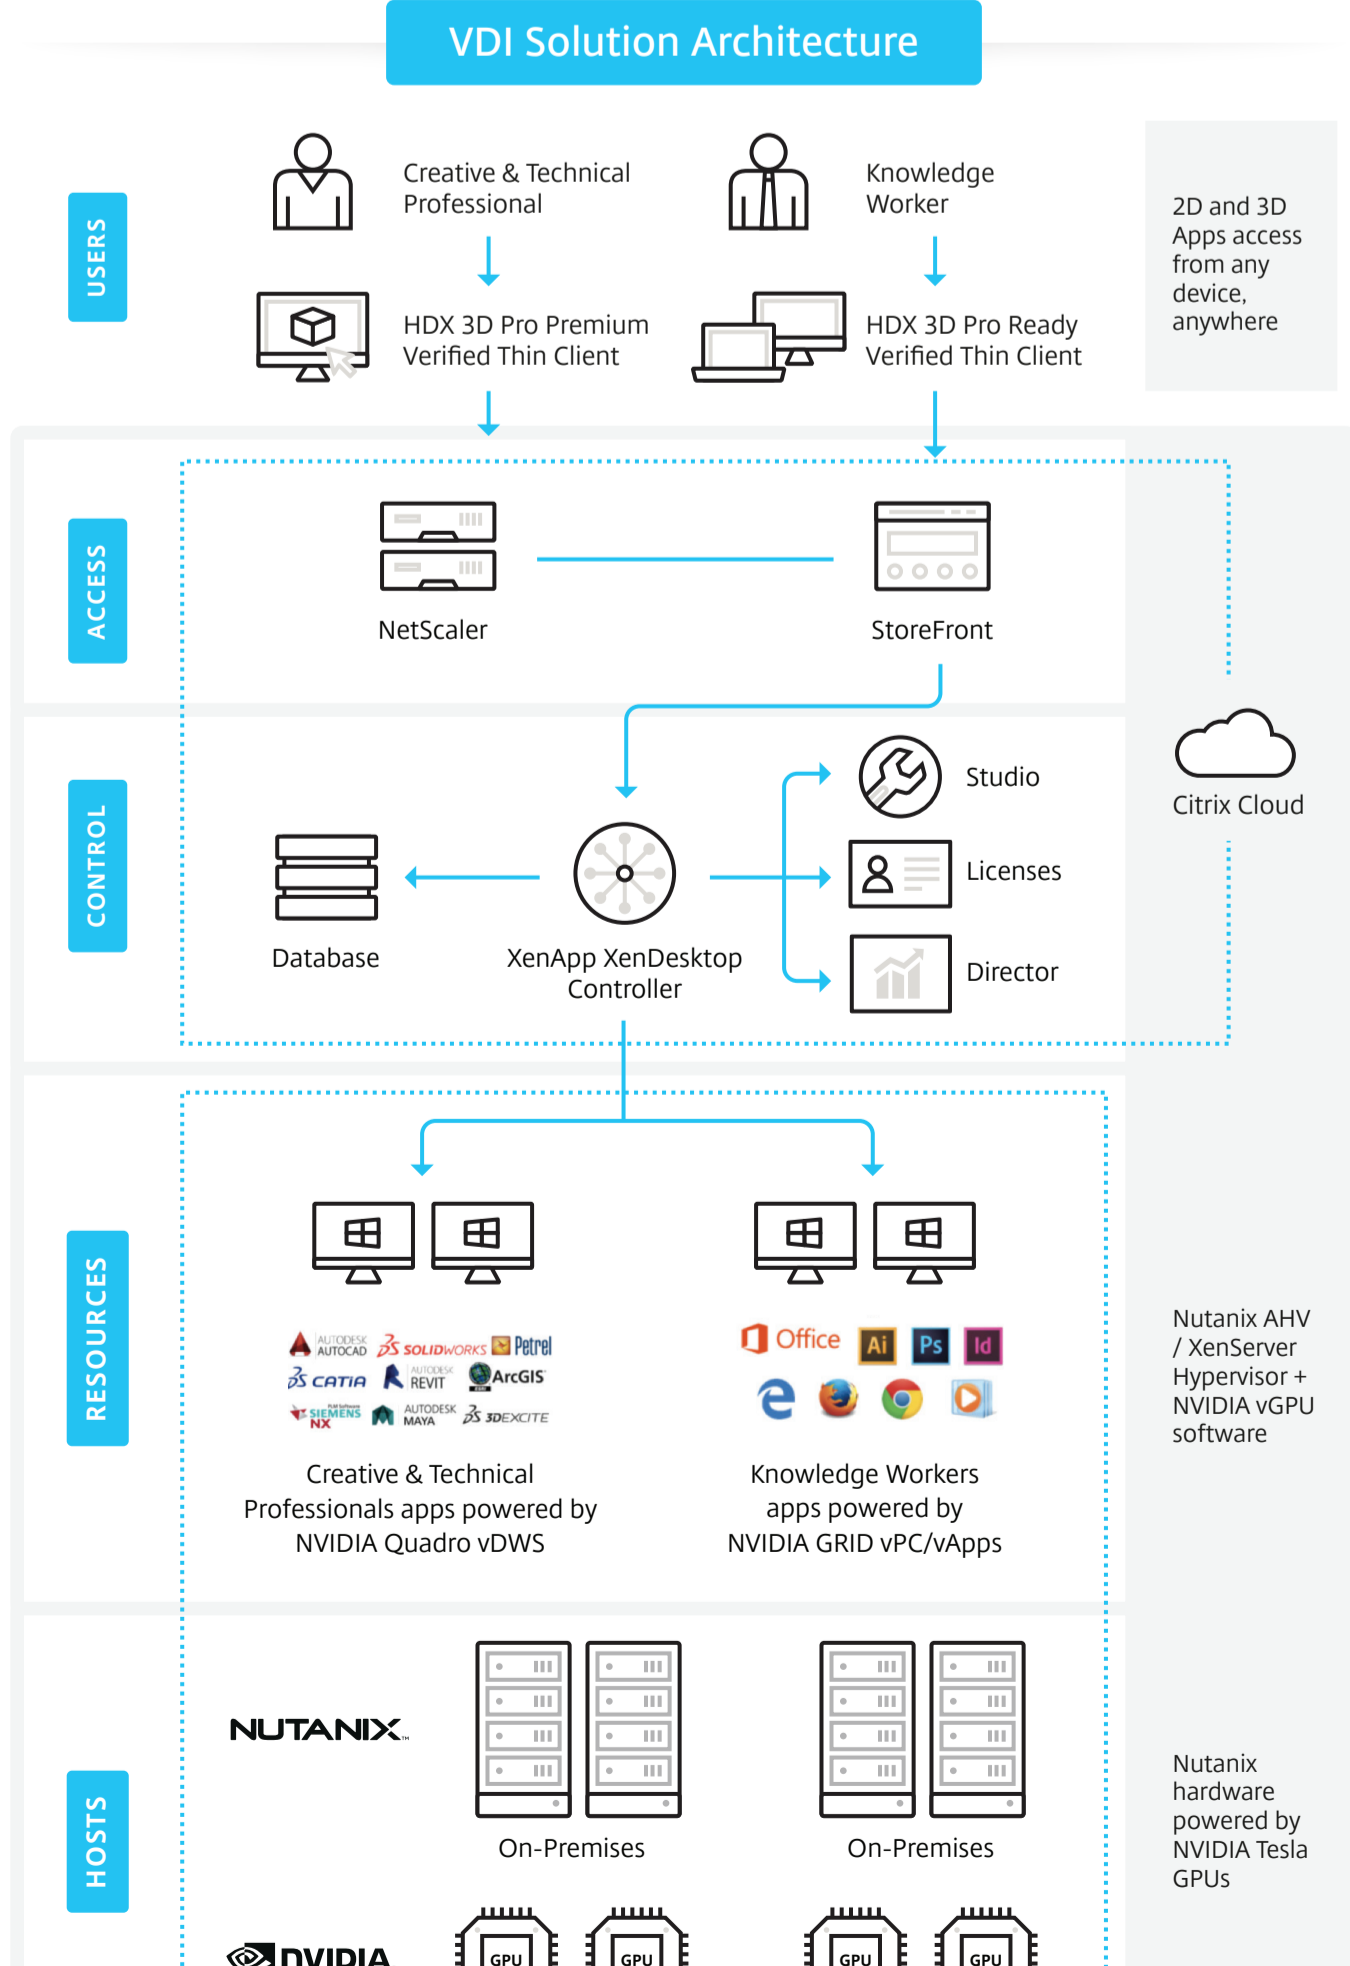 VDI Solution Architecture
USERS
Creative & Technical
Professional
Knowledge
Worker
HDX 3D Pro Premium
Verified Thin Client
HDX 3D Pro Ready
Verified Thin Client
2D and 3D
Apps access
from any
device,
anywhere
ACCESS
NetScaler
StoreFront
CONTROL
Database
XenApp XenDesktop
Controller
Studio
Licenses
Director
Citrix Cloud
RESOURCES
AUTODESK
AUTOCAD
SOLIDWORKS
Petrel
CATIA
AUTODESK
REVIT
ArcGIS
PLM Software
SIEMENS
NX
AUTODESK
MAYA
3DEXCITE
Office
Ai
Ps
Id
Creative & Technical
Professionals apps powered by
NVIDIA Quadro vDWS
Knowledge Workers
apps powered by
NVIDIA GRID vPC/vApps
Nutanix AHV
/ XenServer
Hypervisor +
NVIDIA vGPU
software
HOSTS
NUTANIX™
On-Premises
On-Premises
Nutanix
hardware
powered by
NVIDIA Tesla
GPUs
NVIDIA
GPU
GPU
GPU
GPU